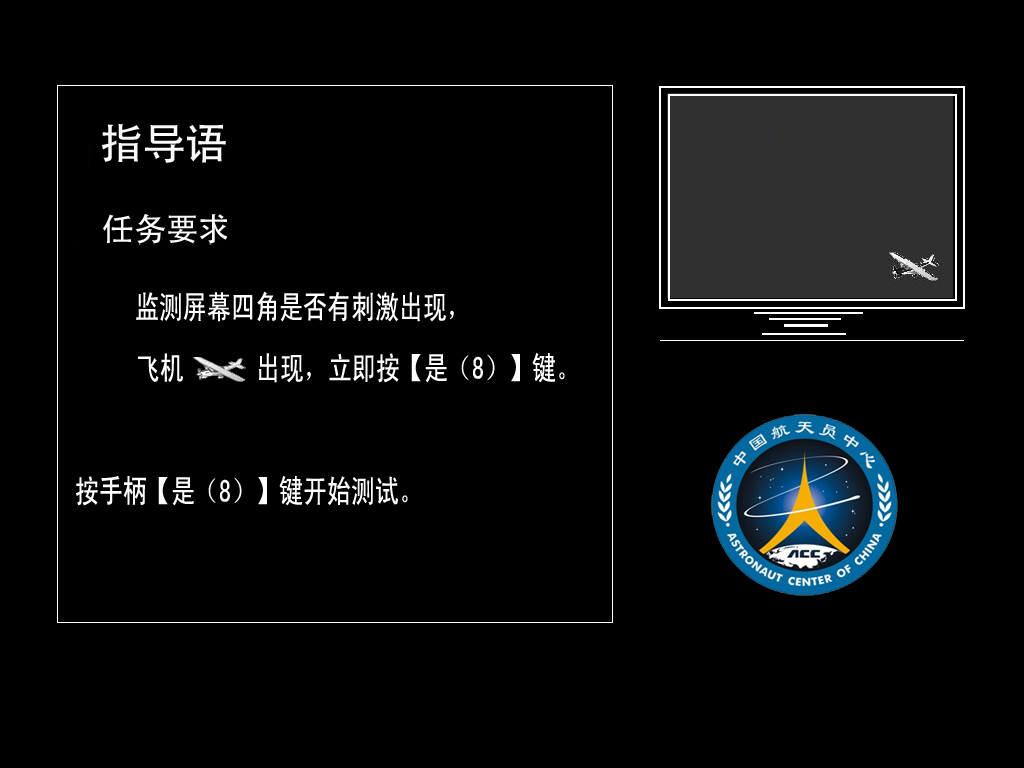 指导语
任务要求
监测屏幕四角是否有刺激出现，
飞机 出现，立即按【是（8）】键。
按手柄【是（8）】键开始测试。
中国航天员中心
ACC
ASTRONAUT CENTER OF CHINA